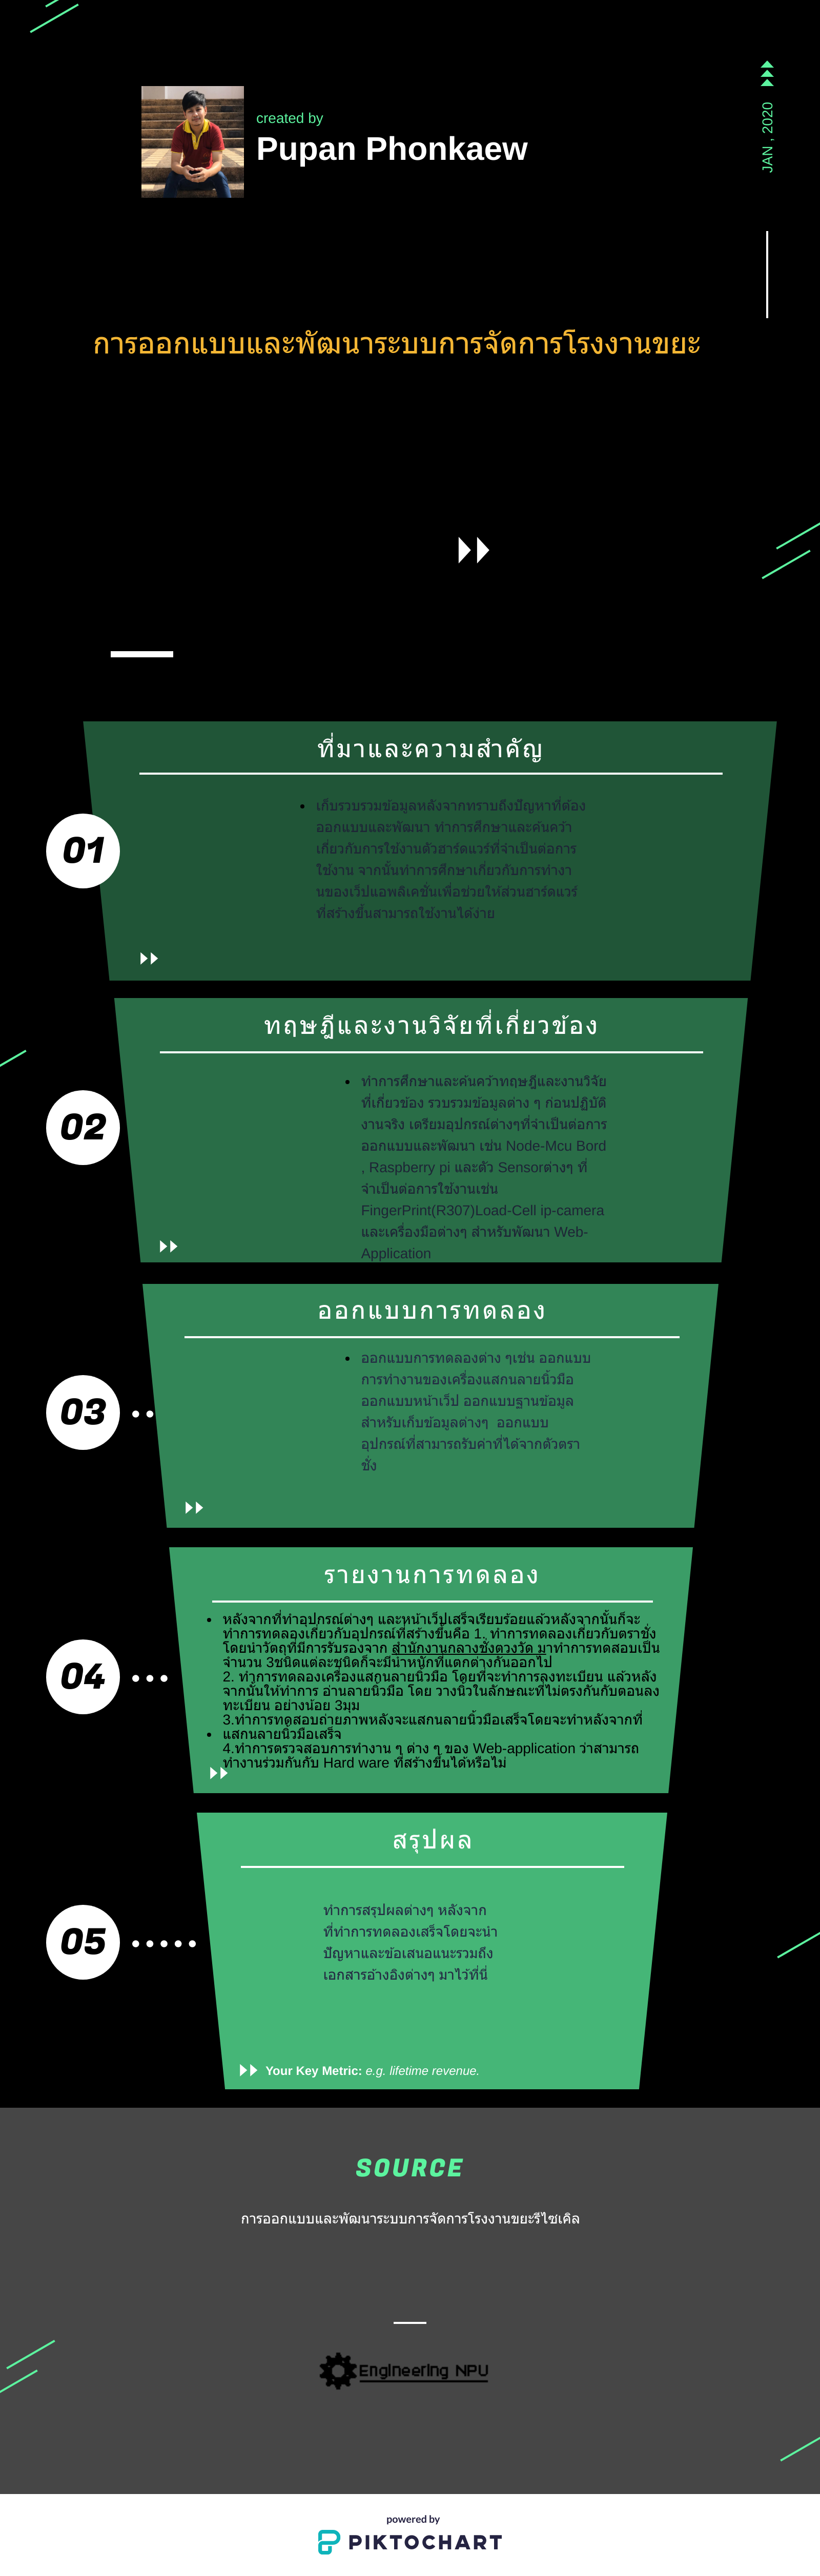 created by
Pupan Phonkaew
JAN , 2020
การออกแบบและพัฒนาระบบการจัดการโรงงานขยะ
01
ที่มาและความสำคัญ
เก็บรวบรวมข้อมูลหลังจากทราบถึงปัญหาที่ต้อง
ออกแบบและพัฒนา ทำการศึกษาและค้นคว้า
เกี่ยวกับการใช้งานตัวฮาร์ดแวร์ที่จำเป็นต่อการ
ใช้งาน จากนั้นทำการศึกษาเกี่ยวกับการทำงา
นของเว็ปแอพลิเคชั่นเพื่อช่วยให้ส่วนฮาร์ดแวร์
ที่สร้างขึ้นสามารถใช้งานได้ง่าย
02
ทฤษฎีและงานวิจัยที่เกี่ยวข้อง
ทำการศึกษาและค้นคว้าทฤษฎีและงานวิจัย
ที่เกี่ยวข้อง รวบรวมข้อมูลต่าง ๆ ก่อนปฏิบัติ
งานจริง เตรียมอุปกรณ์ต่างๆที่จำเป็นต่อการ
ออกแบบและพัฒนา เช่น Node-Mcu Bord
, Raspberry pi และตัว Sensorต่างๆ ที่
จำเป็นต่อการใช้งานเช่น
FingerPrint(R307)Load-Cell ip-camera
และเครื่องมือต่างๆ สำหรับพัฒนา Web-
Application
03
ออกแบบการทดลอง
ออกแบบการทดลองต่าง ๆเช่น ออกแบบ
การทำงานของเครื่องแสกนลายนิ้วมือ
ออกแบบหน้าเว็ป ออกแบบฐานข้อมูล
สำหรับเก็บข้อมูลต่างๆ ออกแบบ
อุปกรณ์ที่สามารถรับค่าที่ได้จากตัวตรา
ชั่ง
04
รายงานการทดลอง
หลังจากที่ทำอุปกรณ์ต่างๆ และหน้าเว็ปเสร็จเรียบร้อยแล้วหลังจากนั้นก็จะ
ทำการทดลองเกี่ยวกับอุปกรณ์ที่สร้างขึ้นคือ 1. ทำการทดลองเกี่ยวกับตราชั่ง
โดยนำวัตถุที่มีการรับรองจาก สำนักงานกลางชั่งตวงวัด มาทำการทดสอบเป็น
จำนวน 3ชนิดแต่ละชนิดก็จะมีน้ำหนักที่แตกต่างกันออกไป
2. ทำการทดลองเครื่องแสกนลายนิ้วมือ โดยที่จะทำการลงทะเบียน แล้วหลัง
จากนั้นให้ทำการ อ่านลายนิ้วมือ โดย วางนิ้วในลักษณะที่ไม่ตรงกันกับตอนลง
ทะเบียน อย่างน้อย 3มุม
3.ทำการทดสอบถ่ายภาพหลังจะแสกนลายนิ้วมือเสร็จโดยจะทำหลังจากที่
แสกนลายนิ้วมือเสร็จ
4.ทำการตรวจสอบการทำงาน ๆ ต่าง ๆ ของ Web-application ว่าสามารถ
ทำงานร่วมกันกับ Hard ware ที่สร้างขึ้นได้หรือไม่
05
สรุปผล
ทำการสรุปผลต่างๆ หลังจาก
ที่ทำการทดลองเสร็จโดยจะนำ
ปัญหาและข้อเสนอแนะรวมถึง
เอกสารอ้างอิงต่างๆ มาไว้ที่นี่
Your Key Metric: e.g. lifetime revenue.
SOURCE
การออกแบบและพัฒนาระบบการจัดการโรงงานขยะรีไซเคิล
Engineering NPU
powered by
PIKTOCHART